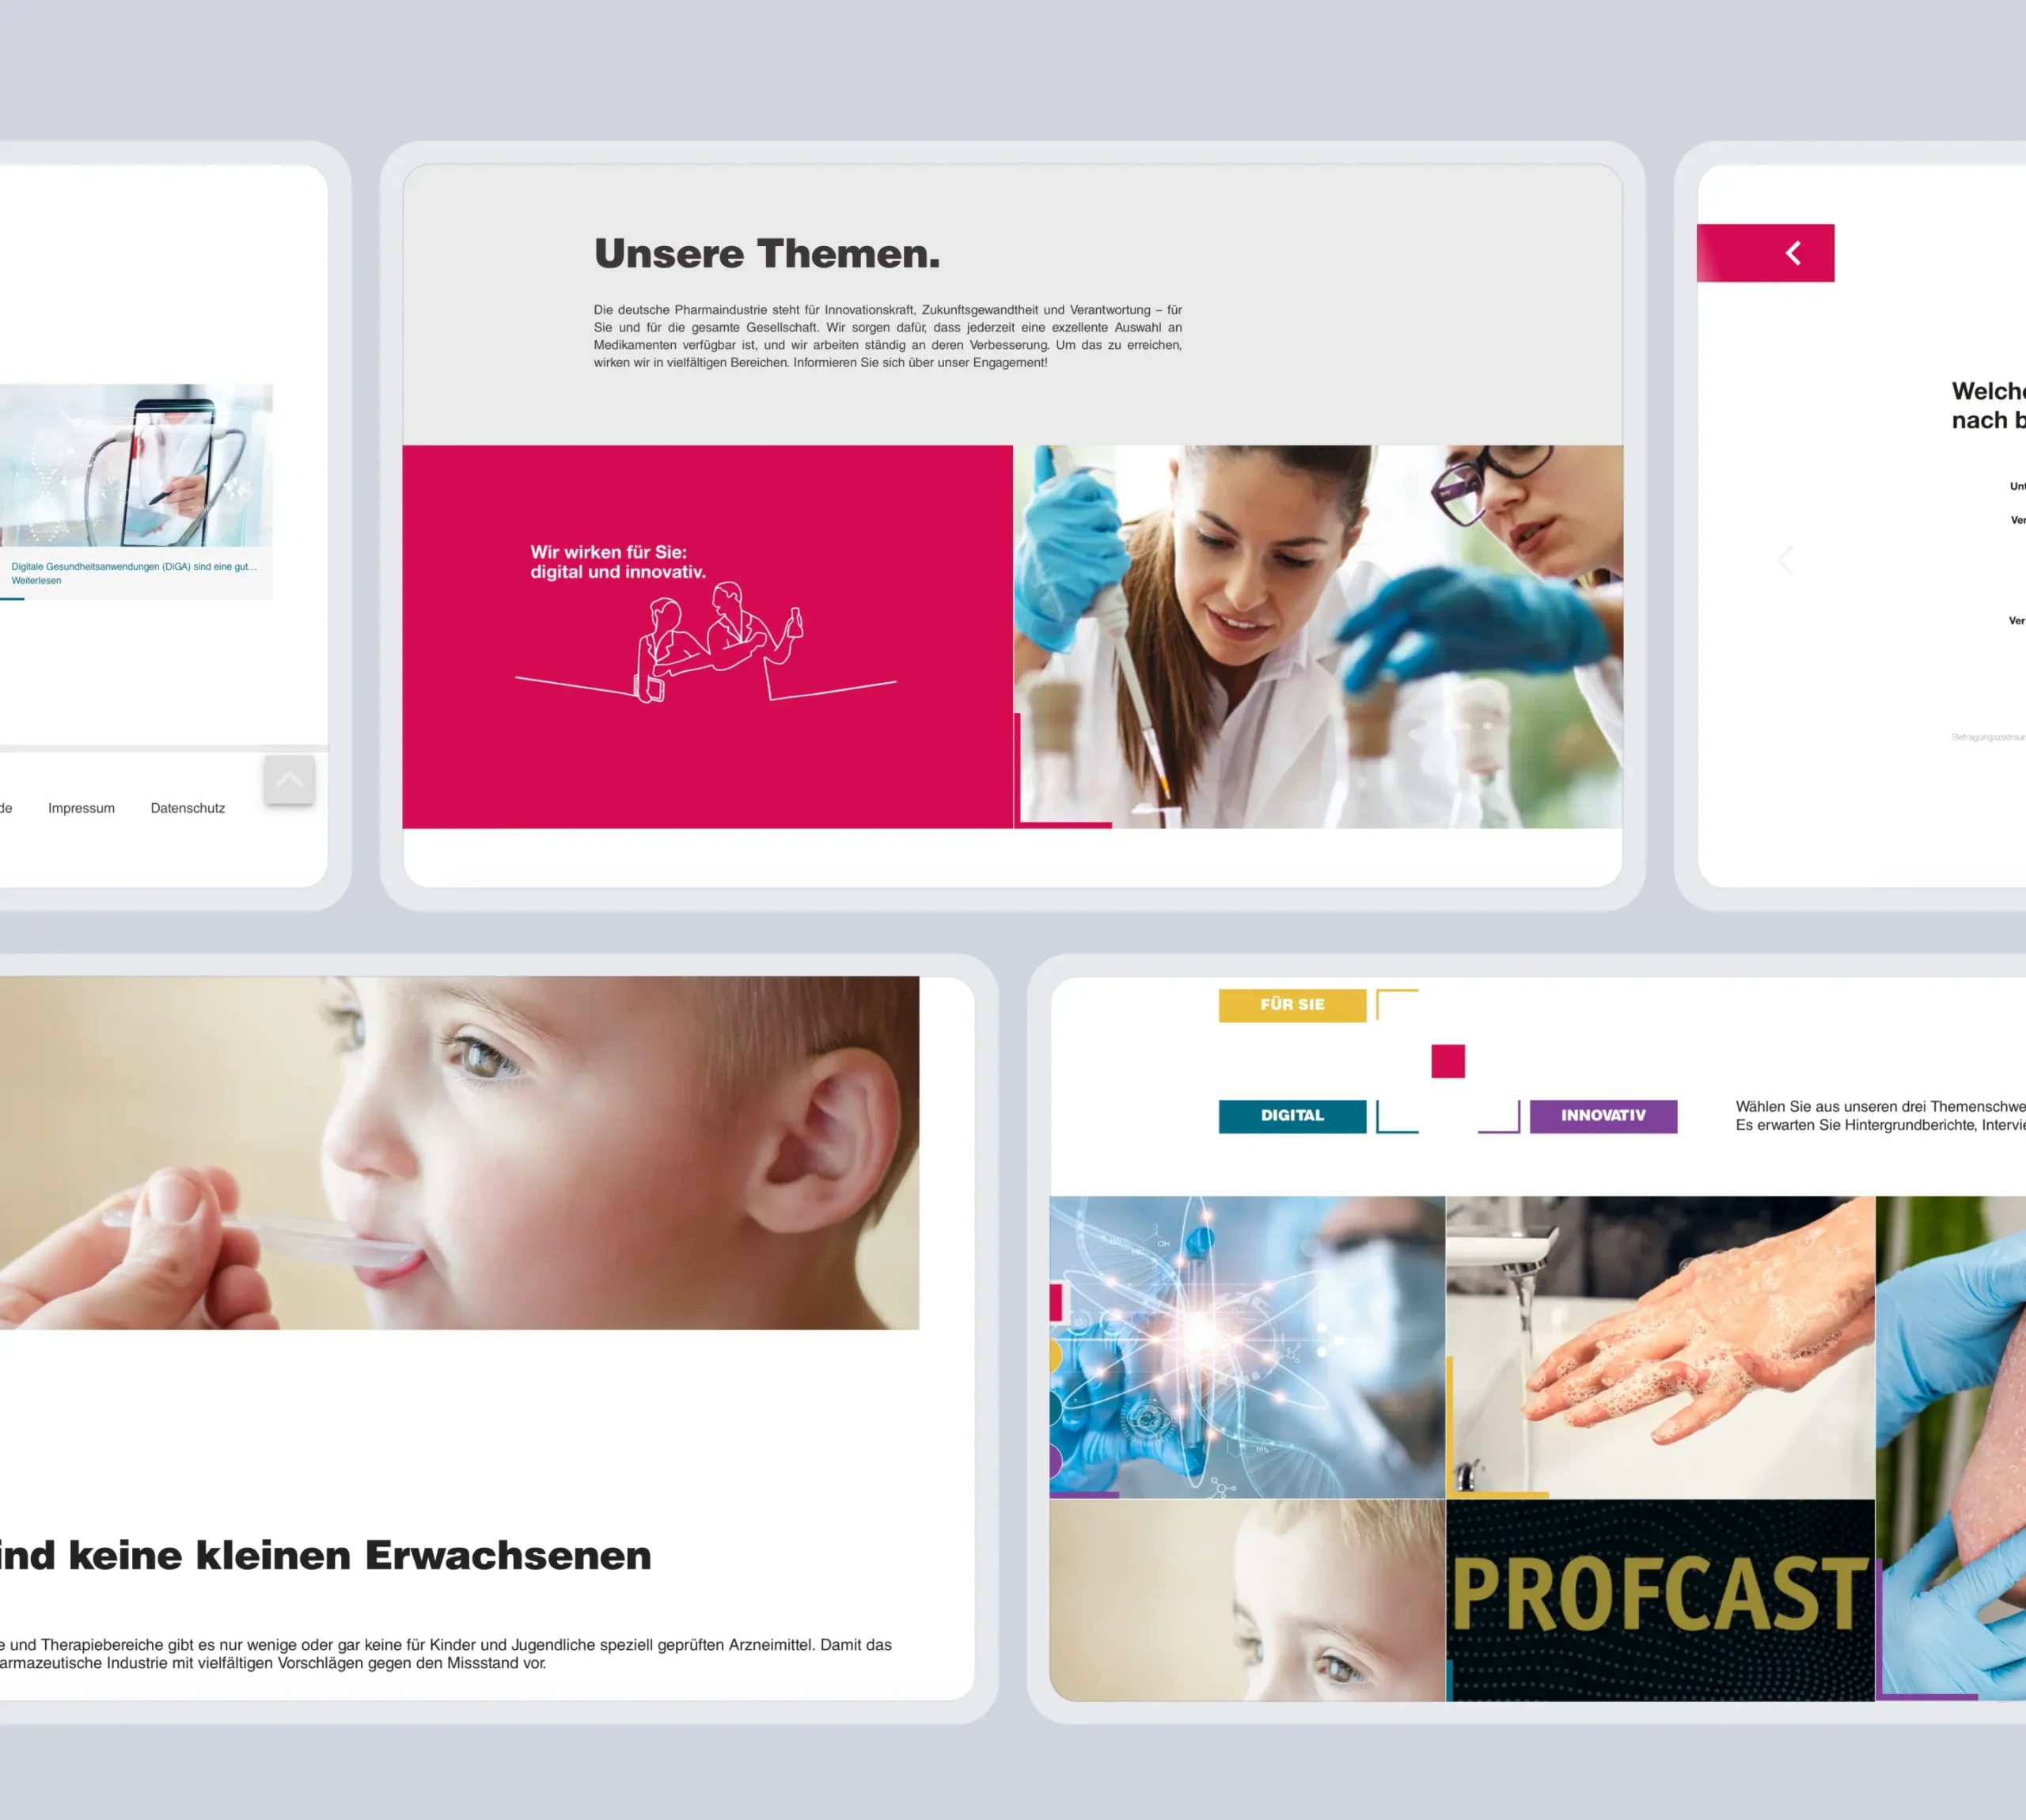 Unsere Themen.
Die deutsche Pharmaindustrie steht für Innovationskraft, Zukunftsgewandtheit und Verantwortung – für
Sie und für die gesamte Gesellschaft. Wir sorgen dafür, dass jederzeit eine exzellente Auswahl an
Medikamenten verfügbar ist, und wir arbeiten ständig an deren Verbesserung. Um das zu erreichen,
wirken wir in vielfältigen Bereichen. Informieren Sie sich über unser Engagement!
Wir wirken für Sie:
digital und innovativ.
Digitale Gesundheitsanwendungen (DiGA) sind eine gut...
Weiterlesen
de Impressum Datenschutz
Welche
nach b
Unt
Ver
Ver
Befragungszeitraum
FÜR SIE
DIGITAL
INNOVATIV
Wählen Sie aus unseren drei Themenschwe
Es erwarten Sie Hintergrundberichte, Intervie
OH
NH₂
PROFCAST
ind keine kleinen Erwachsenen
e und Therapiebereiche gibt es nur wenige oder gar keine für Kinder und Jugendliche speziell geprüften Arzneimittel. Damit das
armazeutische Industrie mit vielfältigen Vorschlägen gegen den Missstand vor.